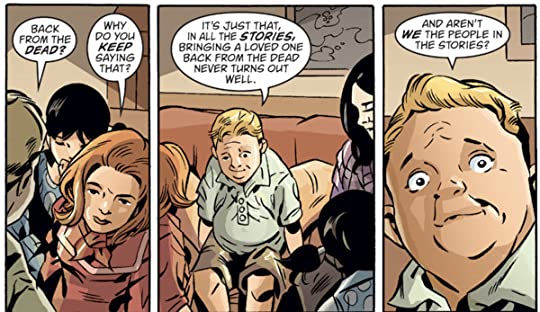 BACK
FROM THE
DEAD?
WHY
DO YOU
KEEP
SAYING
THAT?
IT'S JUST THAT,
IN ALL THE STORIES,
BRINGING A LOVED ONE
BACK FROM THE DEAD
NEVER TURNS OUT
WELL.
AND AREN'T
WE THE PEOPLE IN
THE STORIES?